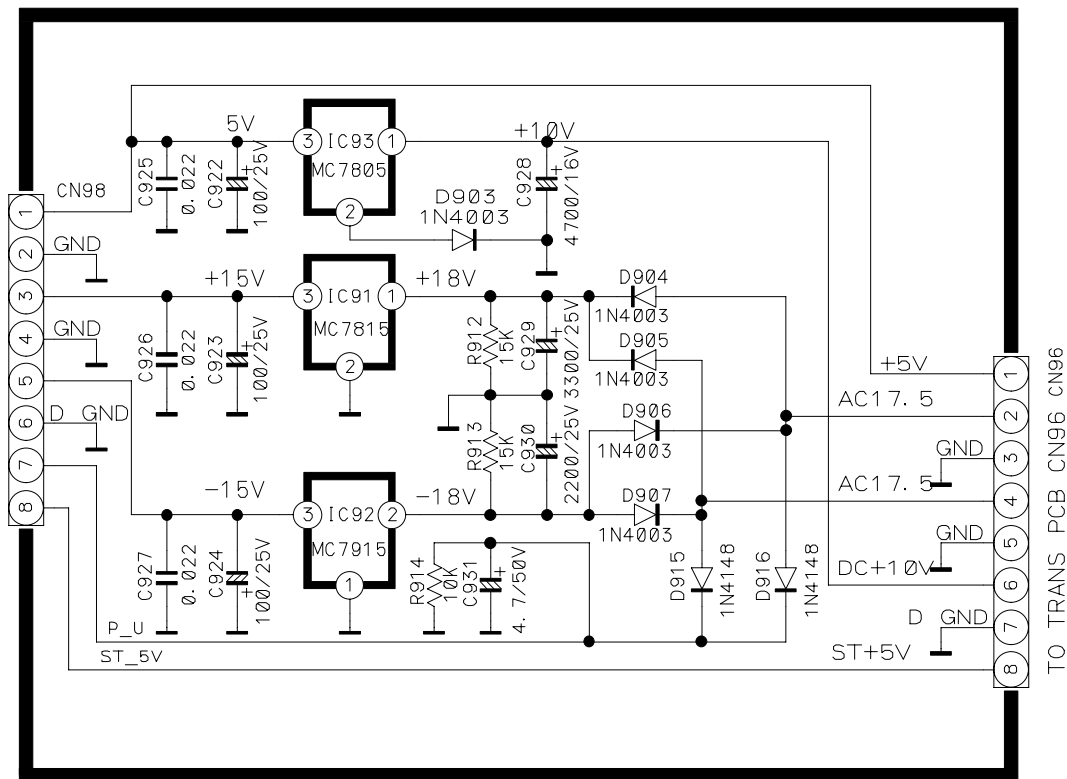 5V
3
IC93
1
+10V
MC7805
2
C925
0.022
C922
100/25V
+
C928
4700/16V
+
D903
1N4003
CN98
1
2
GND
3
4
GND
5
6
D GND
7
8
+15V
3
IC91
1
+18V
MC7815
2
C926
0.022
C923
100/25V
+
R912
15K
C929
3300/25V
+
D904
1N4003
D905
1N4003
R913
15K
C930
2200/25V
+
D906
1N4003
D907
1N4003
-15V
3
IC92
2
-18V
MC7915
1
C927
0.022
C924
100/25V
+
R914
10K
C931
4.7/50V
+
D915
1N4148
D916
1N4148
P_U
ST_5V
+5V
AC17.5
GND
AC17.5
GND
DC+10V
D GND
ST+5V
1
2
3
4
5
6
7
8
CN96
TO TRANS PCB CN96